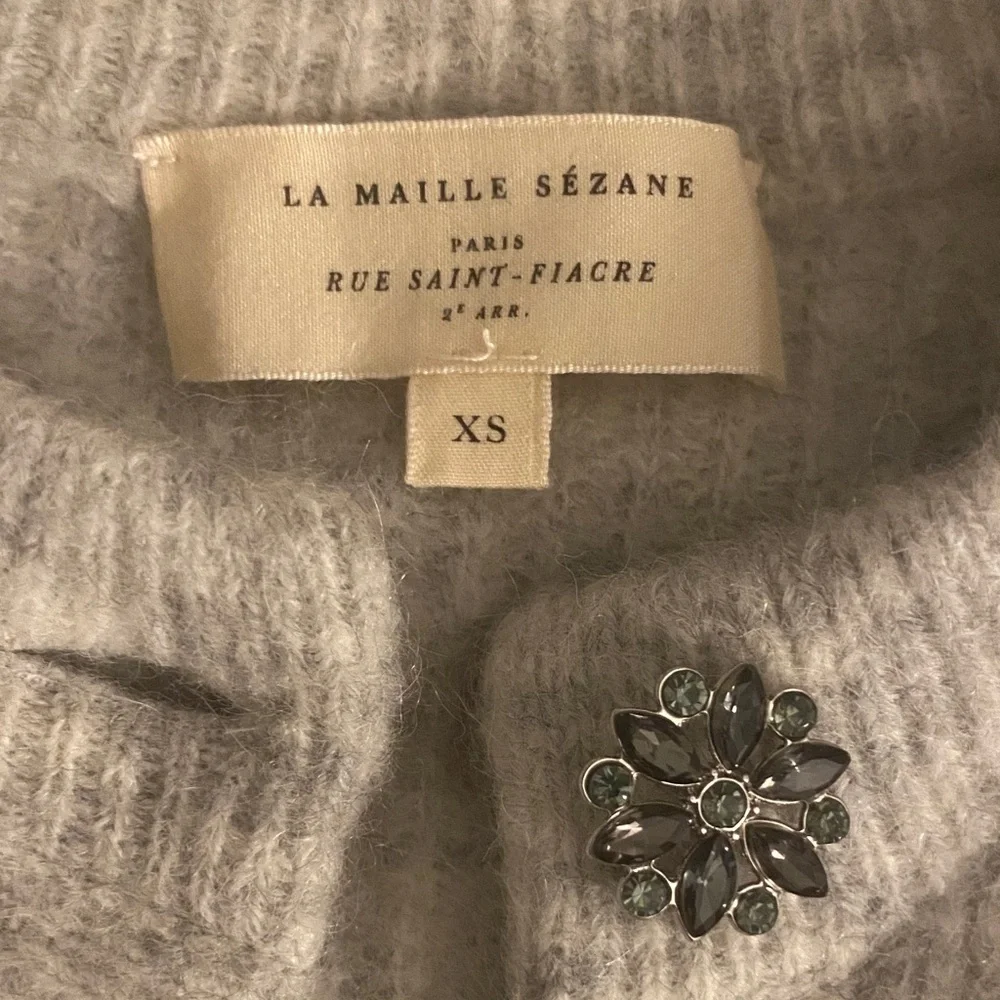 LA MAILLE SÉZANE
PARIS
RUE SAINT-FIACRE
2E ARR.
XS